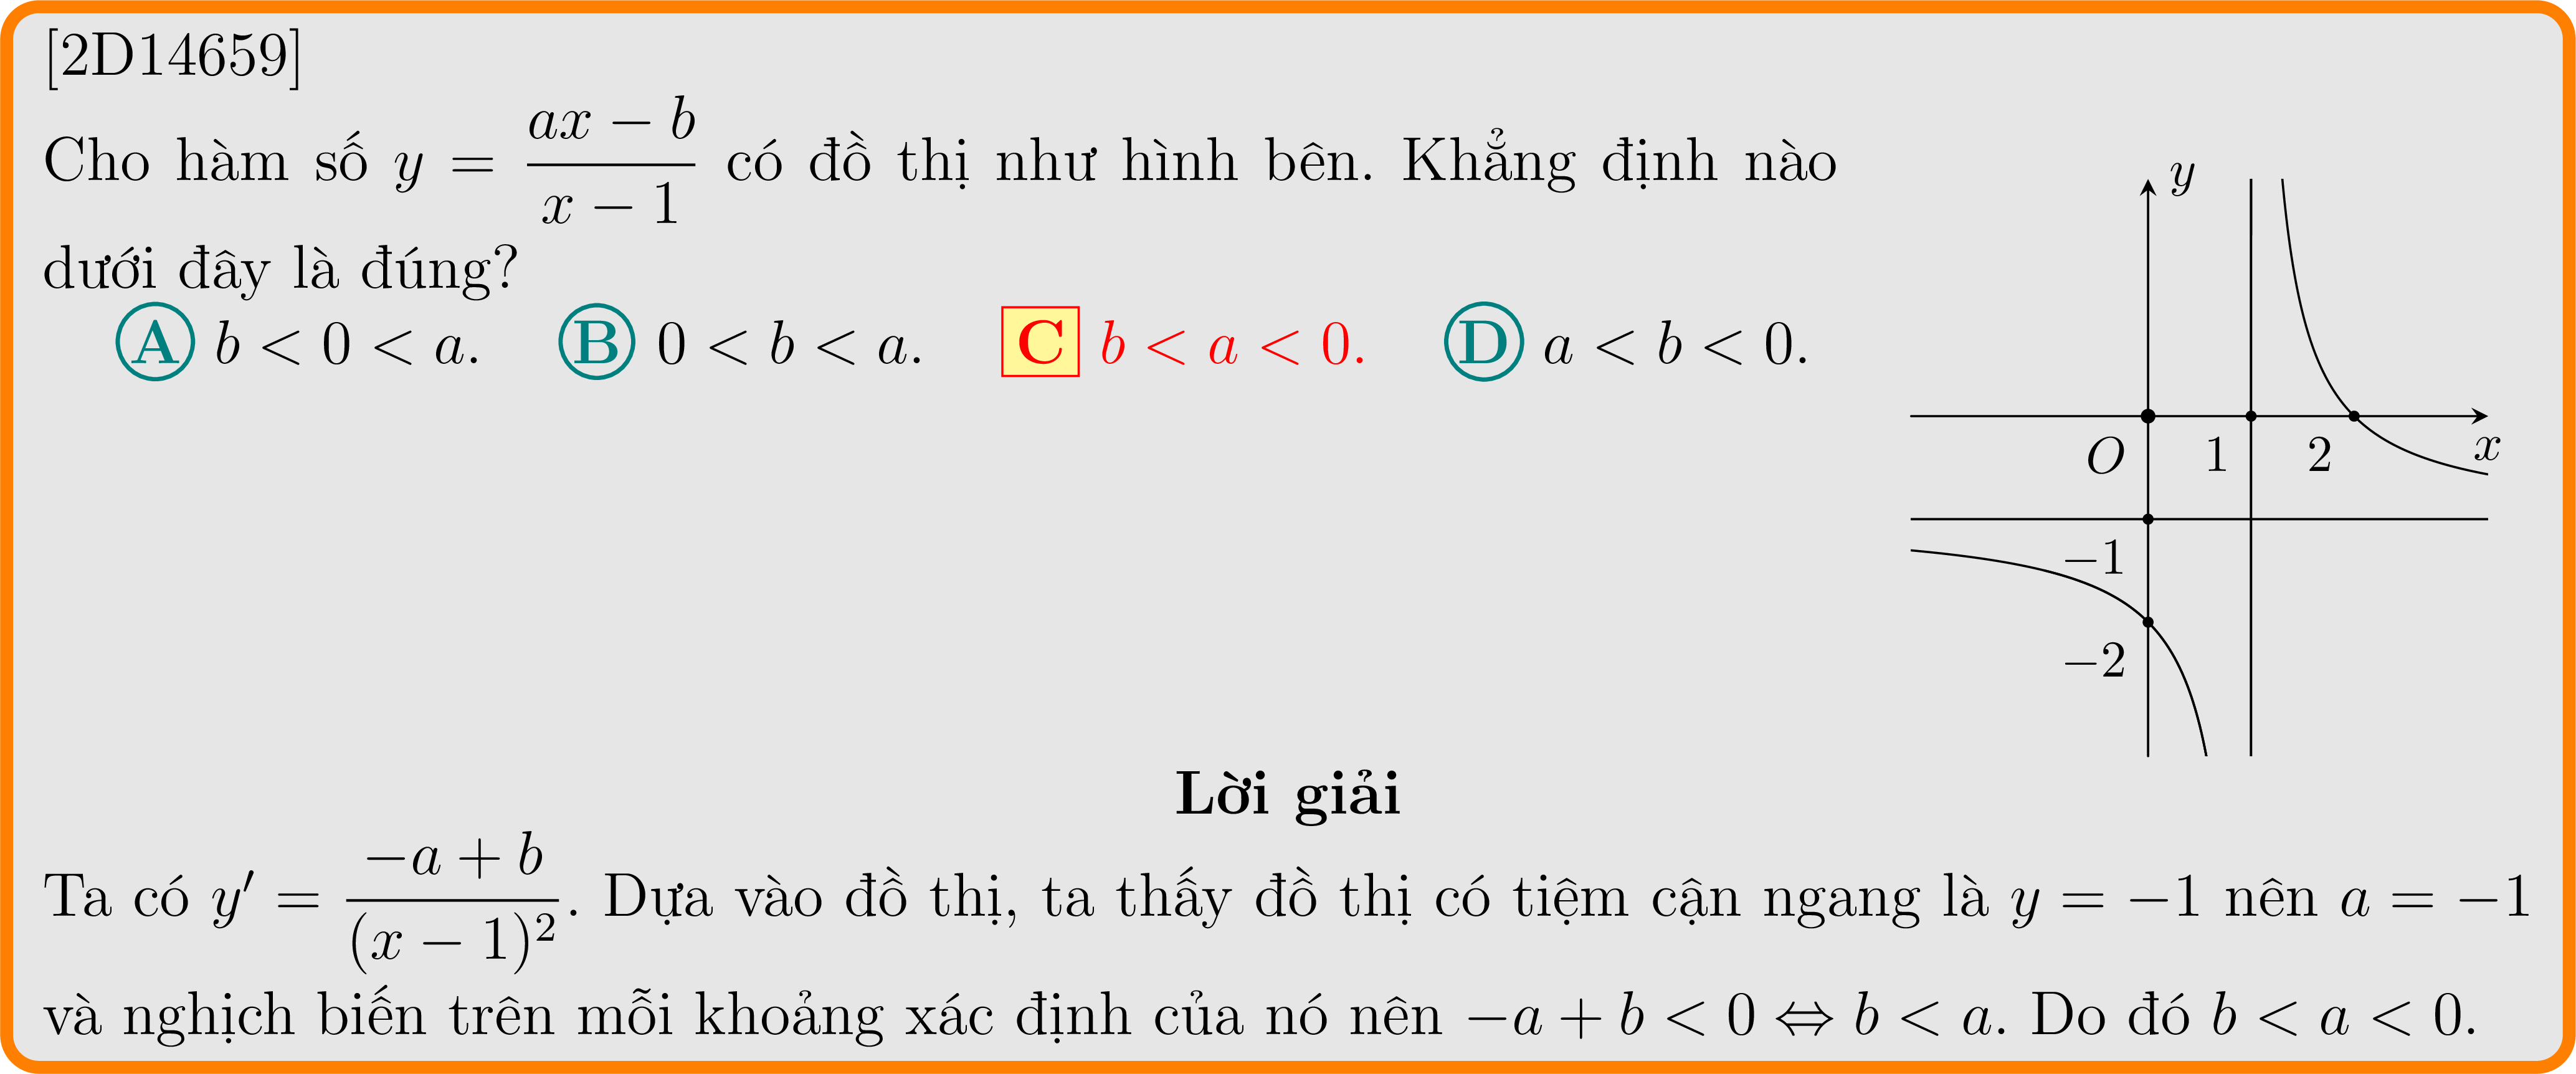 [2D14659]
Cho hàm số y = \frac{ax - b}{x - 1} có đồ thị như hình bên. Khẳng định nào
dưới đây là đúng?
A b < 0 < a. B 0 < b < a. C b < a < 0. D a < b < 0.
y
O 1 2 x
−1
−2
Lời giải
Ta có y′ = \frac{-a + b}{(x - 1)^2}. Dựa vào đồ thị, ta thấy đồ thị có tiệm cận ngang là y = −1 nên a = −1
và nghịch biến trên mỗi khoảng xác định của nó nên −a + b < 0 ⇔ b < a. Do đó b < a < 0.